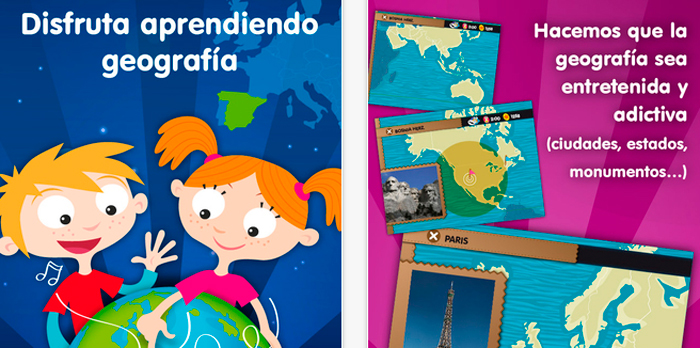 Disfruta aprendiendo
geografía
Hacemos que la
geografía sea
entretenida y
adictiva
(ciudades, estados,
monumentos...)
PARIS